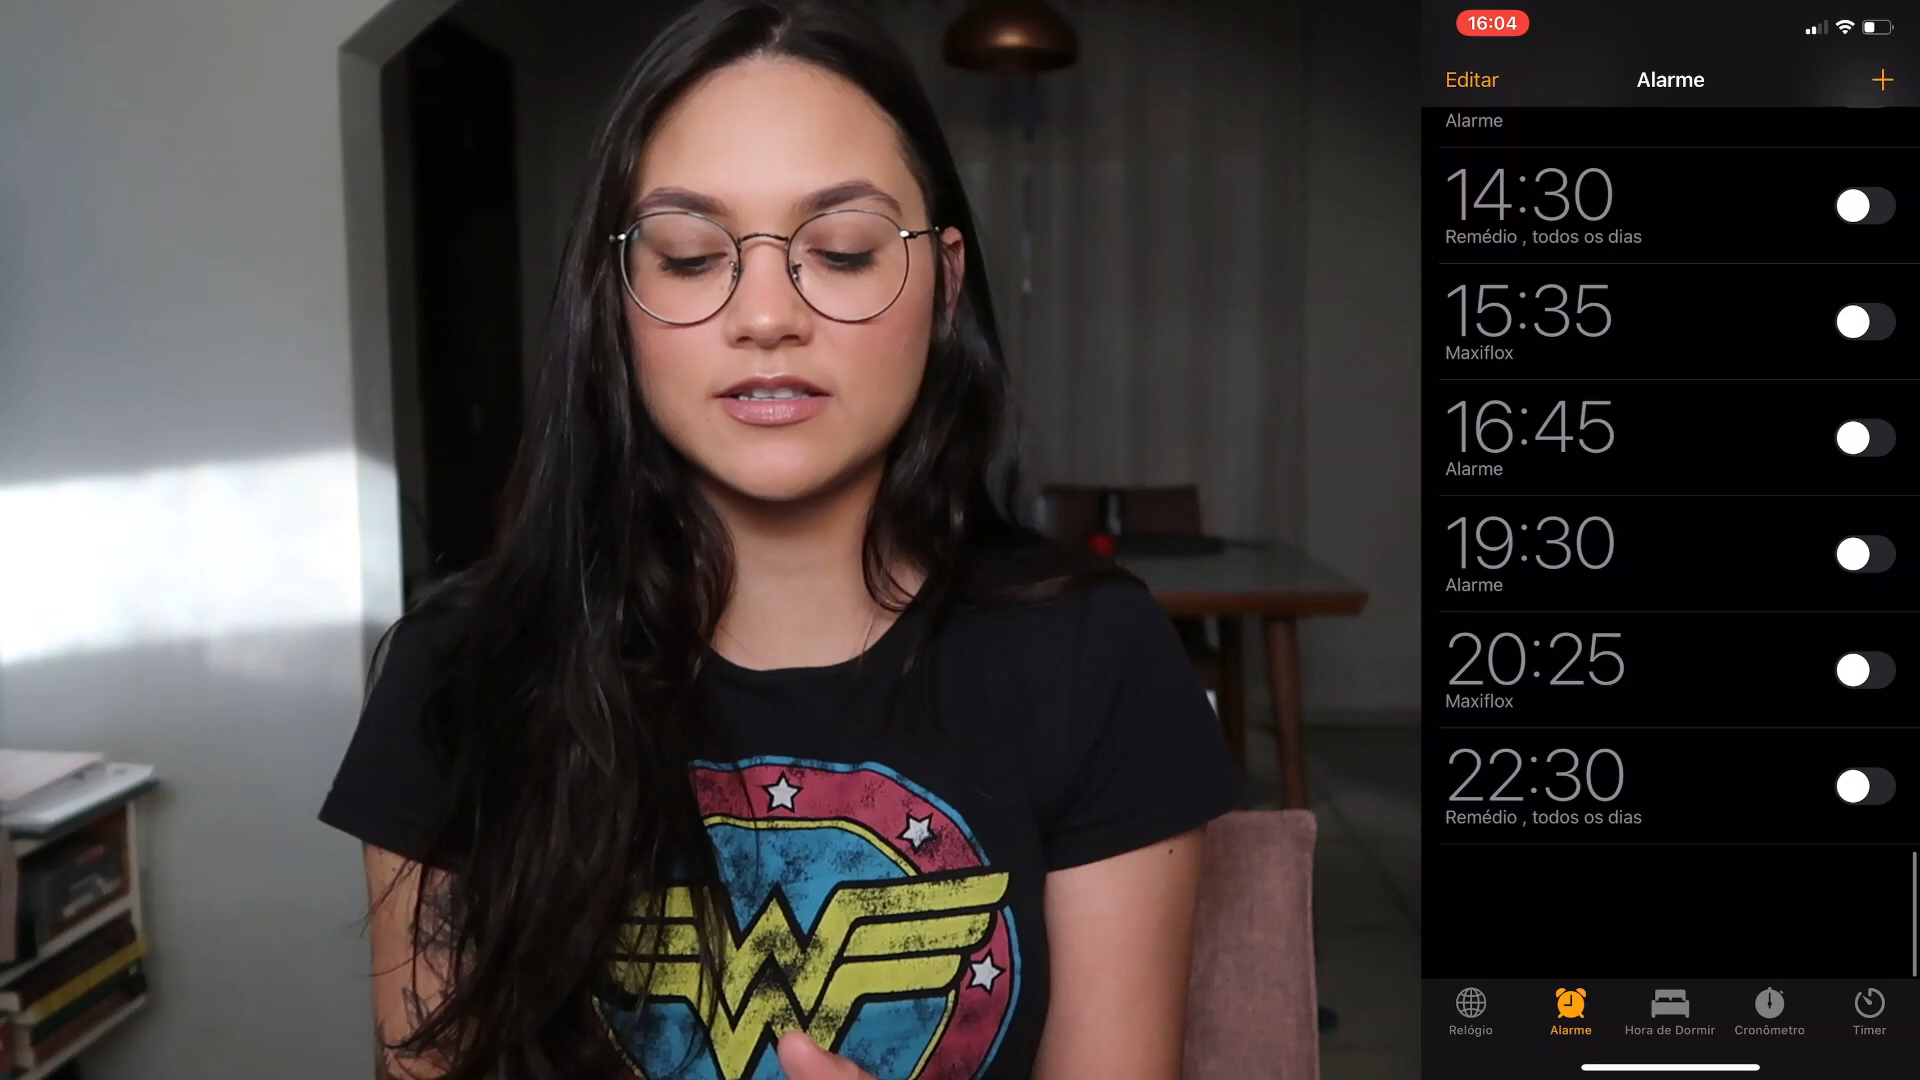 16:04
Editar
Alarme
Alarme
14:30
Remédio , todos os dias
15:35
Maxiflox
16:45
Alarme
19:30
Alarme
20:25
Maxiflox
22:30
Remédio , todos os dias
Relógio
Alarme
Hora de Dormir
Cronômetro
Timer